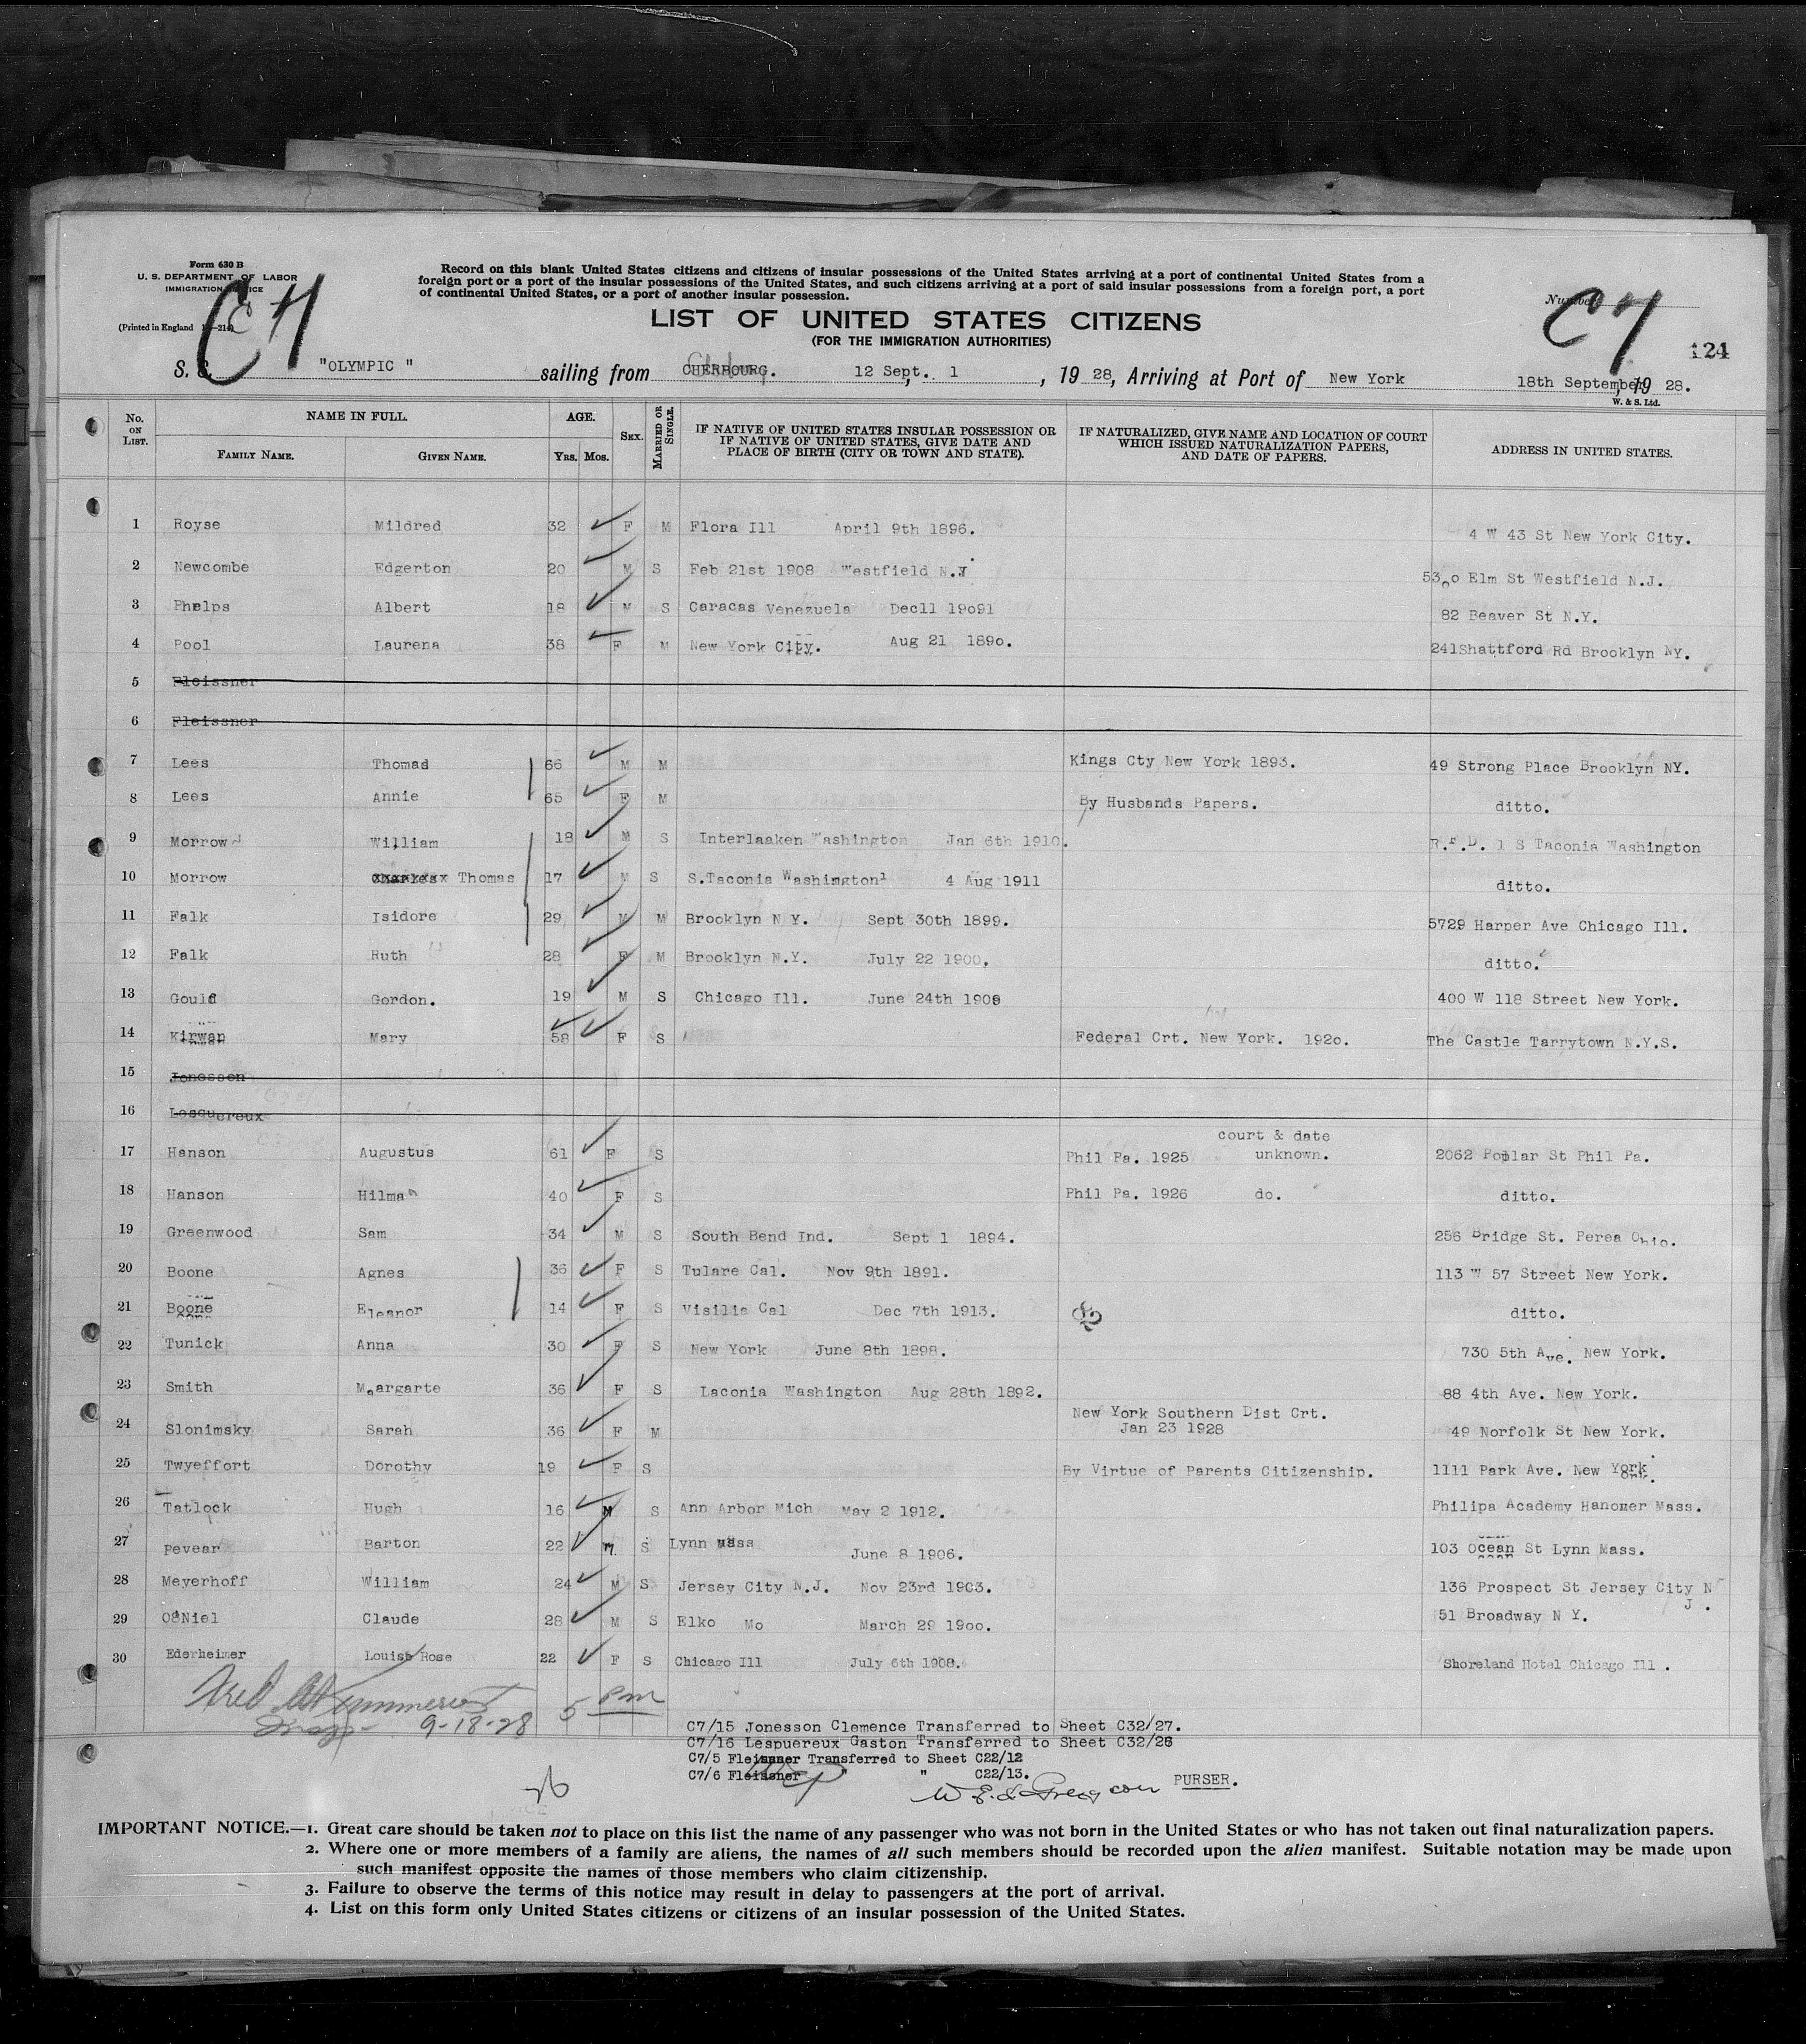 Form 630 B
U. S. DEPARTMENT OF LABOR
IMMIGRATION SERVICE
(Printed in England
Record on this blank United States citizens and citizens of insular possessions of the United States arriving at a port of continental United States from a
foreign port or a port of the insular possessions of the United States, and such citizens arriving at a port of said insular possessions from a foreign port, a port
of continental United States, or a port of another insular possession.
Number
C 7
C 7
LIST OF UNITED STATES CITIZENS
(FOR THE IMMIGRATION AUTHORITIES)
124
S. S. "OLYMPIC " sailing from CHERBOURG. 12 Sept. 1, 19 28, Arriving at Port of New York 18th September, 19 28.
W. & S. Ltd.
No. ON LIST. NAME IN FULL. AGE. SEX. MARRIED OR SINGLE. IF NATIVE OF UNITED STATES INSULAR POSSESSION OR IF NATIVE OF UNITED STATES, GIVE DATE AND PLACE OF BIRTH (CITY OR TOWN AND STATE). IF NATURALIZED, GIVE NAME AND LOCATION OF COURT WHICH ISSUED NATURALIZATION PAPERS, AND DATE OF PAPERS. ADDRESS IN UNITED STATES.
FAMILY NAME. GIVEN NAME. YRS. MOS.
1 Royse Mildred 32 F M Flora Ill April 9th 1896. 4 W 43 St New York City.
2 Newcombe Edgerton 20 M S Feb 21st 1908 Westfield N.J 53 o Elm St Westfield N.J.
3 Phelps Albert 18 M S Caracas Venezuela Dec11 19091 82 Beaver St N.Y.
4 Pool Laurena 38 F M New York City. Aug 21 1890. 241Shattford Rd Brooklyn NY.
5 Fleissner
6 Fleissner
7 Lees Thomas 66 M M Kings Cty New York 1893. 49 Strong Place Brooklyn NY.
8 Lees Annie 65 F M By Husbands Papers. ditto.
9 Morrow William 18 M S Interlaaken Washington Jan 6th 1910. R.F.D. 1 S Taconia Washington
10 Morrow Charles Thomas 17 M S S.Taconia Washington 4 Aug 1911 ditto.
11 Falk Isidore 29 M M Brooklyn N Y. Sept 30th 1899. 5729 Harper Ave Chicago Ill.
12 Falk Ruth 28 F M Brooklyn N.Y. July 22 1900, ditto.
13 Gould Gordon. 19 M S Chicago Ill. June 24th 1909 400 W 118 Street New York.
14 Kirwan Mary 58 F S Federal Crt. New York. 1920. The Castle Tarrytown N.Y.S.
15 Jonessen
16 Lesquereux
court & date
17 Hanson Augustus 61 F S Phil Pa. 1925 unknown. 2062 Poplar St Phil Pa.
18 Hanson Hilma 40 F S Phil Pa. 1926 do. ditto.
19 Greenwood Sam 34 M S South Bend Ind. Sept 1 1894. 256 Bridge St. Perea Ohio.
20 Boone Agnes 36 F S Tulare Cal. Nov 9th 1891. 113 W 57 Street New York.
21 Boone Eleanor 14 F S Visilia Cal Dec 7th 1913. ditto.
22 Tunick Anna 30 F S New York June 8th 1898. 730 5th Ave. New York.
23 Smith Margarte 36 F S Laconia Washington Aug 28th 1892. 88 4th Ave. New York.
24 Slonimsky Sarah 36 F M New York Southern Dist Crt. Jan 23 1928 49 Norfolk St New York.
25 Twyeffort Dorothy 19 F S By Virtue of Parents Citizenship. 1111 Park Ave. New York.
26 Tatlock Hugh 16 M S Ann Arbor Mich May 2 1912. Philipa Academy Hanomer Mass.
27 Pevear Barton 22 M. S Lynn Mass June 8 1906. 103 Ocean St Lynn Mass.
28 Meyerhoff William 24 M S Jersey City N.J. Nov 23rd 1903. 136 Prospect St Jersey City N J.
29 O'Niel Claude 28 M S Elko Mo March 29 1900. 51 Broadway N Y.
30 Ederheimer Louise Rose 22 F S Chicago Ill July 6th 1908. Shoreland Hotel Chicago Ill.
9-18-28 5 pm
C7/15 Jonesson Clemence Transferred to Sheet C32/27.
C7/16 Lespuereux Gaston Transferred to Sheet C32/26
C7/5 Fleissner Transferred to Sheet C22/12
C7/6 Fleissner " " C22/13.
PURSER.
IMPORTANT NOTICE.—1. Great care should be taken not to place on this list the name of any passenger who was not born in the United States or who has not taken out final naturalization papers.
2. Where one or more members of a family are aliens, the names of all such members should be recorded upon the alien manifest. Suitable notation may be made upon
such manifest opposite the names of those members who claim citizenship.
3. Failure to observe the terms of this notice may result in delay to passengers at the port of arrival.
4. List on this form only United States citizens or citizens of an insular possession of the United States.